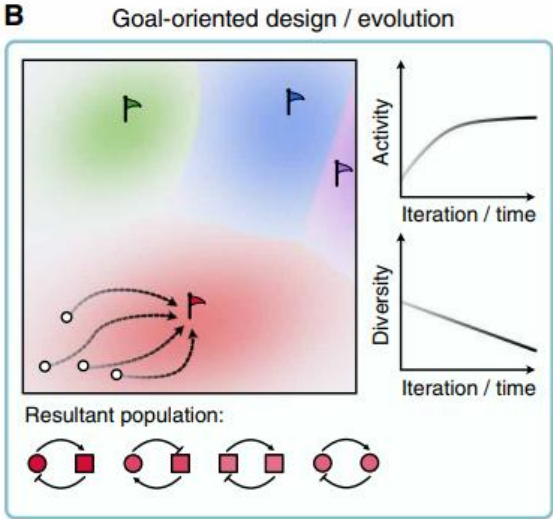 B
Goal-oriented design / evolution
Activity
Iteration / time
Diversity
Iteration / time
Resultant population: